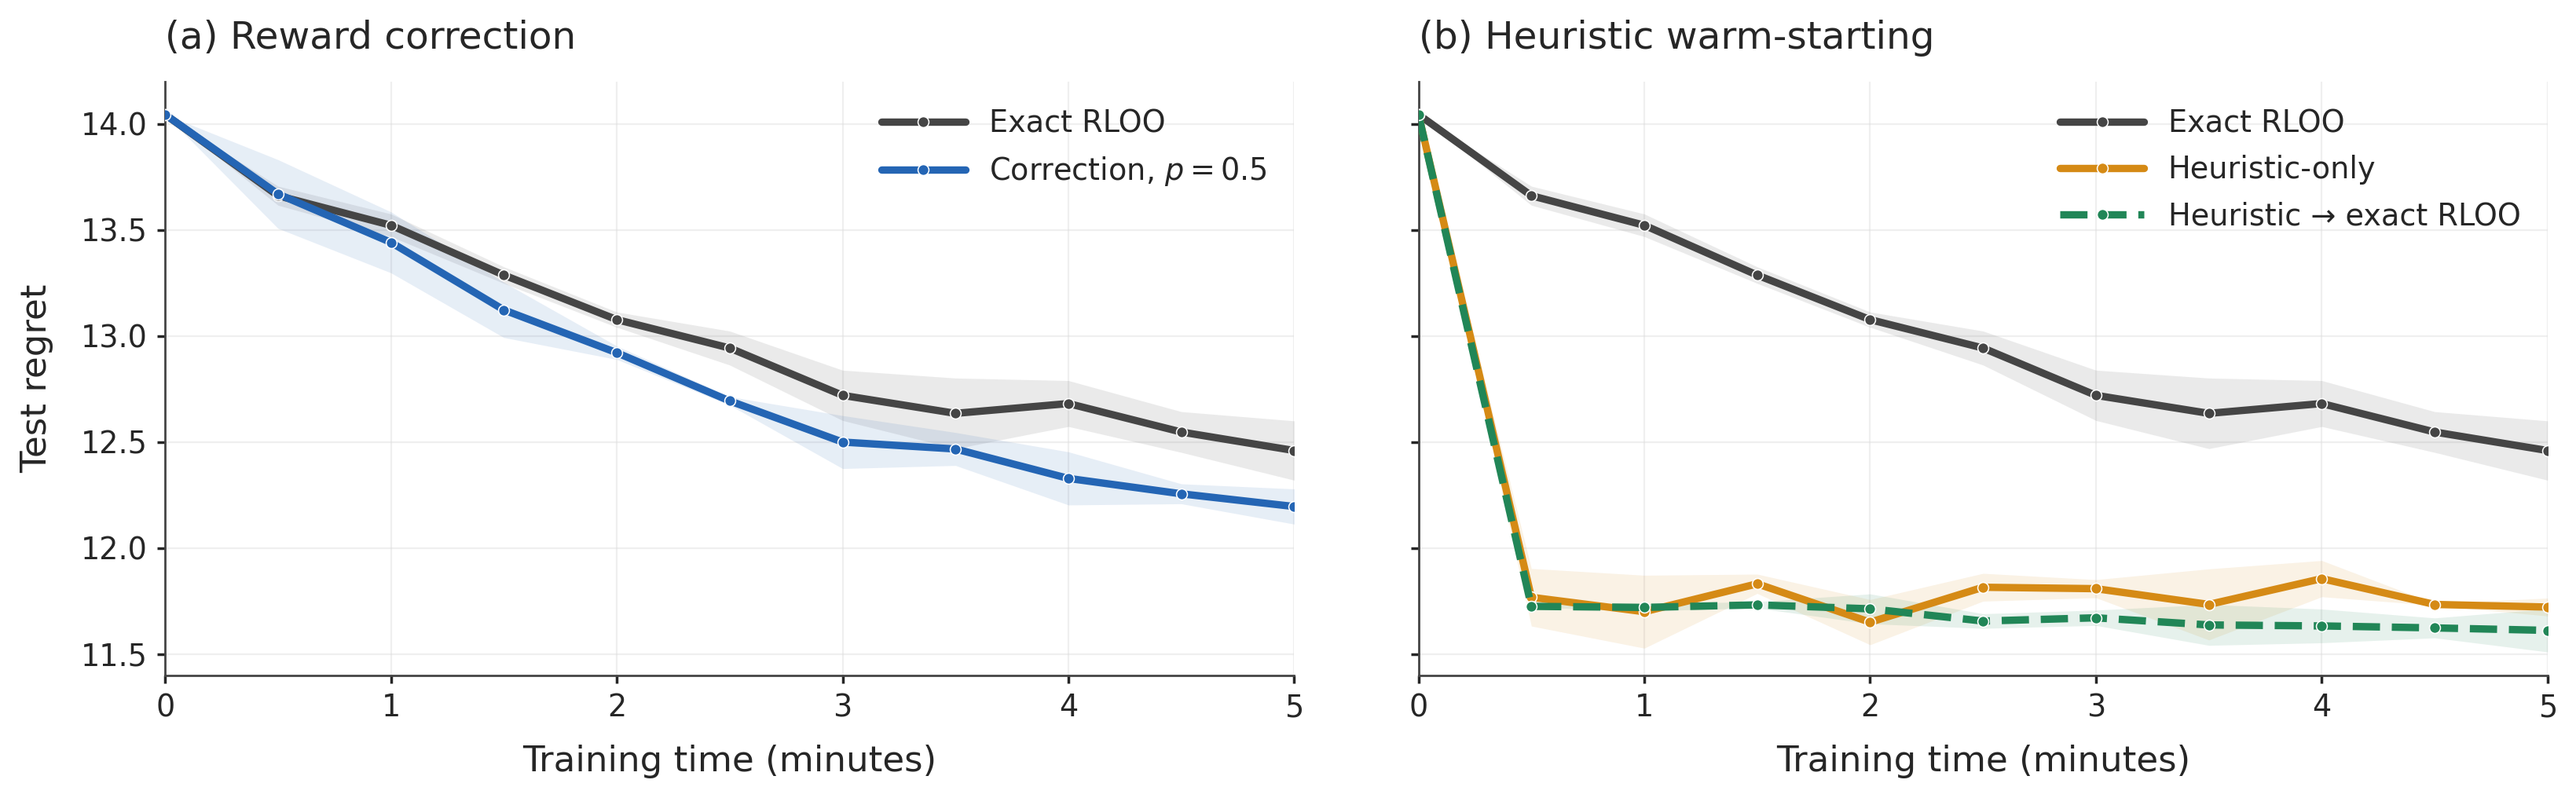 (a) Reward correction
Exact RLOO
Correction, p = 0.5
Test regret
14.0
13.5
13.0
12.5
12.0
11.5
0 1 2 3 4 5
Training time (minutes)
(b) Heuristic warm-starting
Exact RLOO
Heuristic-only
Heuristic → exact RLOO
0 1 2 3 4 5
Training time (minutes)